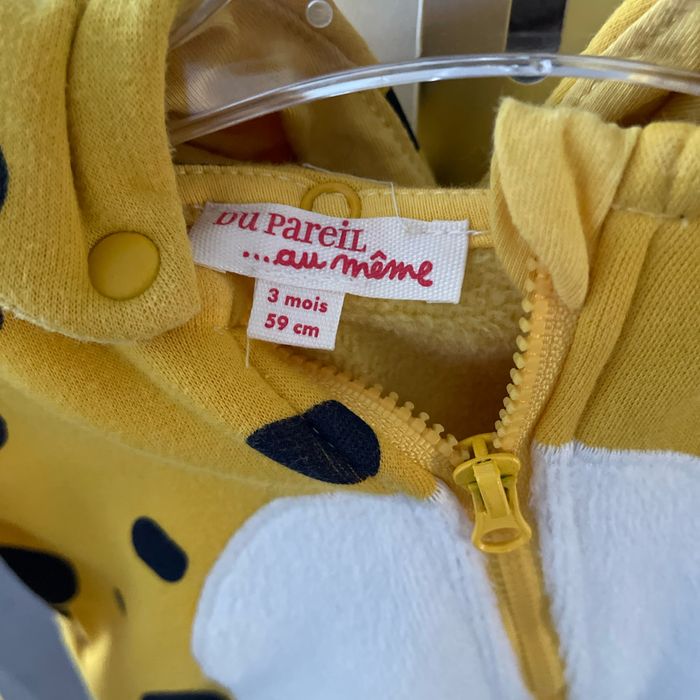 Du Pareil
...au même
3 mois
59 cm